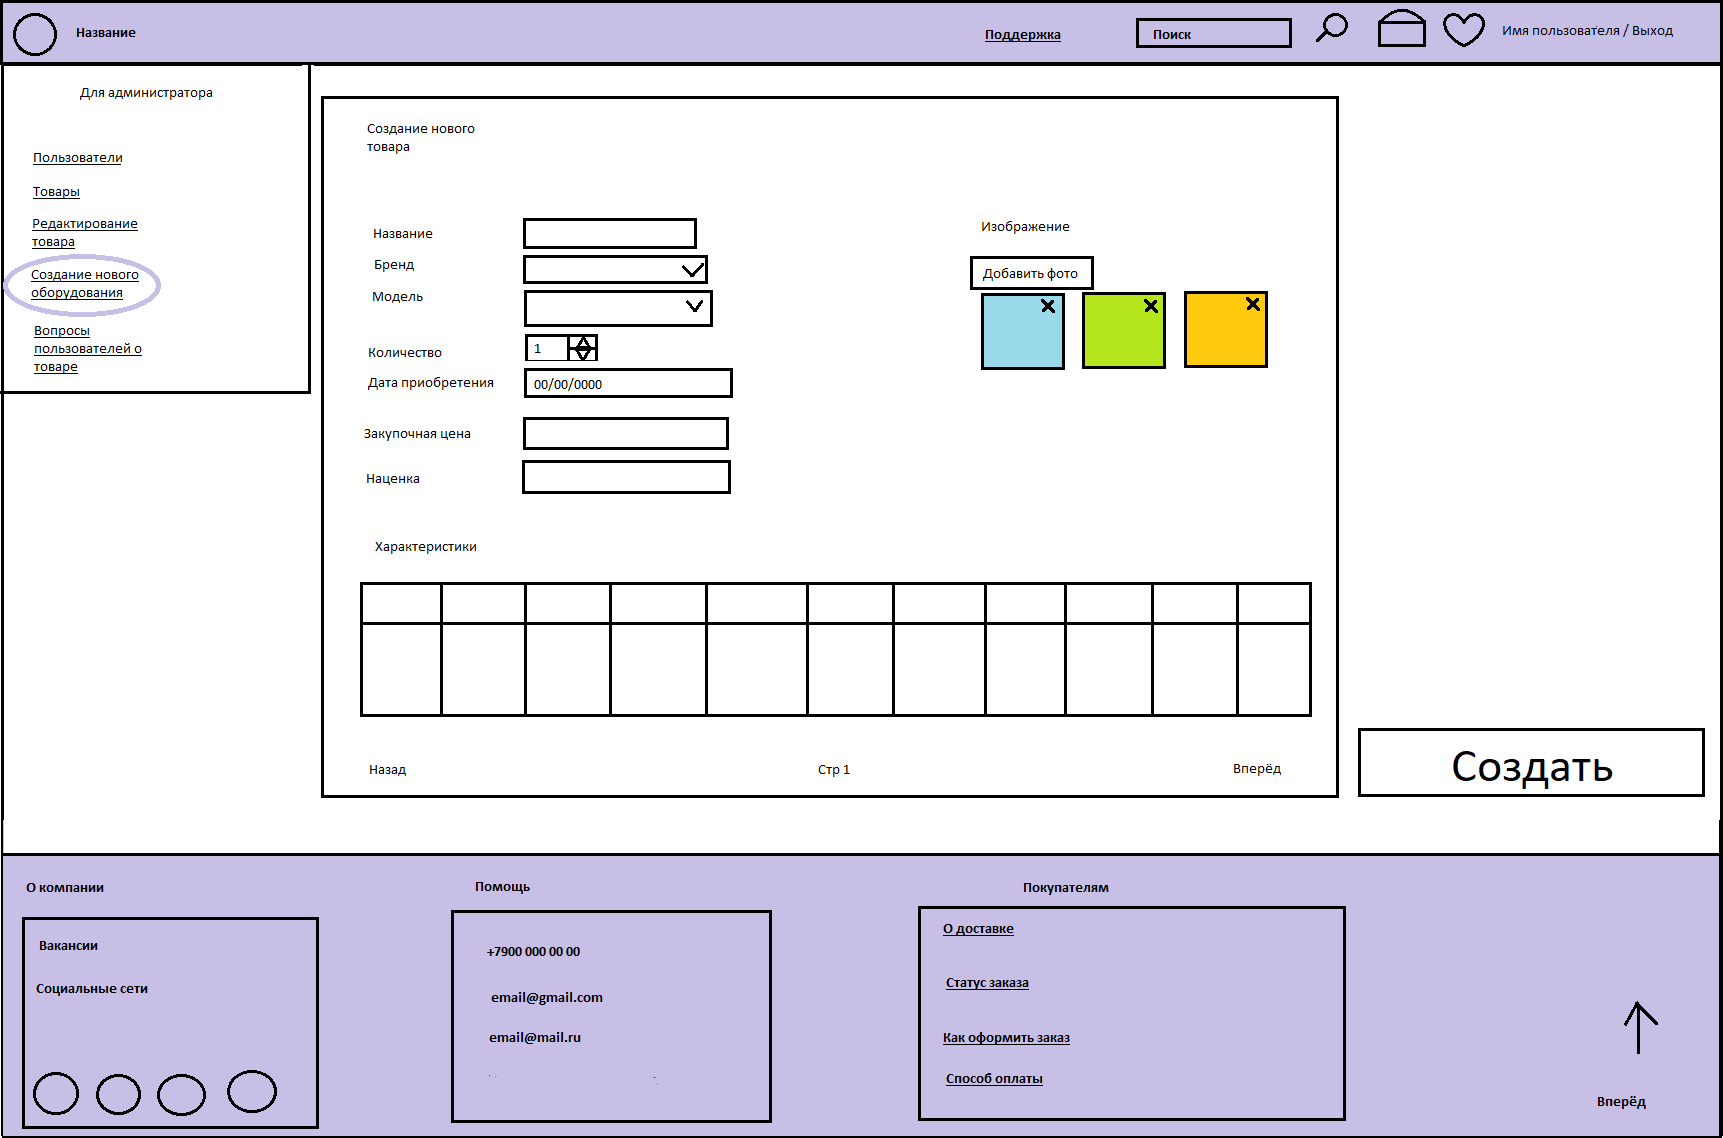 Название
Поддержка
Поиск
Имя пользователя / Выход
Для администратора
Пользователи
Товары
Редактирование
товара
Создание нового
оборудования
Вопросы
пользователей о
товаре
Создание нового
товара
Название
Бренд
Модель
Количество
1
Дата приобретения
00/00/0000
Закупочная цена
Наценка
Изображение
Добавить фото
Характеристики
Назад
Стр 1
Вперёд
Создать
О компании
Вакансии
Социальные сети
Помощь
+7900 000 00 00
email@gmail.com
email@mail.ru
Покупателям
О доставке
Статус заказа
Как оформить заказ
Способ оплаты
Вперёд